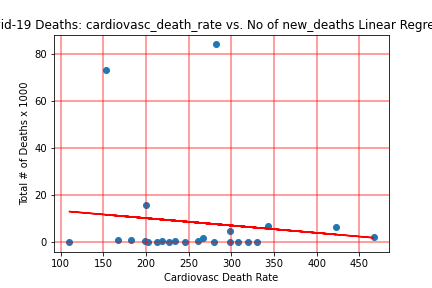 id-19 Deaths: cardiovasc_death_rate vs. No of new_deaths Linear Regre
Total # of Deaths x 1000
80
60
40
20
0
100 150 200 250 300 350 400 450
Cardiovasc Death Rate